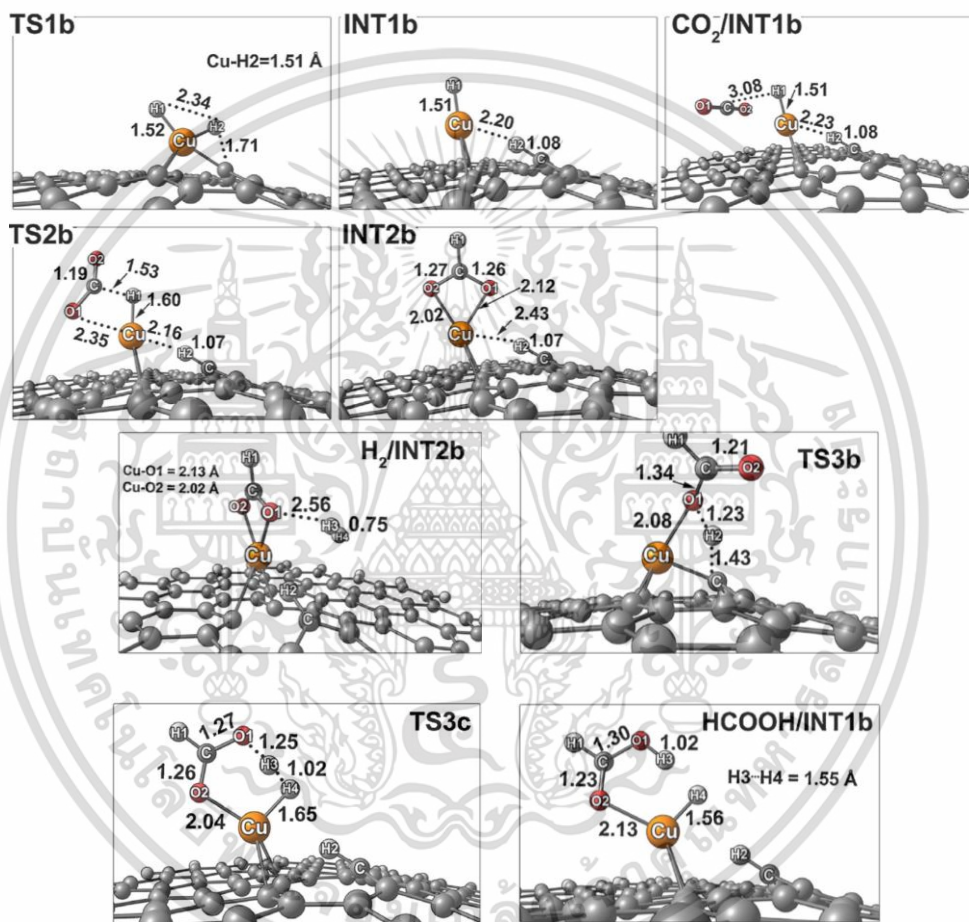 TS1b
Cu-H2=1.51 Å
H1
2.34
H2
1.52
Cu
1.71
INT1b
H1
1.51
Cu
2.20
H2
1.08
C
CO2/INT1b
3.08
H1
1.51
O1
C
O2
Cu
2.23
H2
1.08
C
TS2b
O2
1.19
C
1.53
H1
O1
1.60
Cu
2.35
2.16
H2
1.07
C
INT2b
H1
1.27
C
1.26
O2
O1
2.12
2.02
Cu
2.43
H2
1.07
C
H2/INT2b
Cu-O1 = 2.13 Å
Cu-O2 = 2.02 Å
H1
C
O2
O1
2.56
H3
0.75
H4
Cu
H2
C
TS3b
H1
1.21
C
O2
1.34
O1
1.23
2.08
H2
Cu
1.43
C
TS3c
H1
1.27
O1
1.25
C
H3
1.02
1.26
H4
O2
2.04
1.65
Cu
H2
C
HCOOH/INT1b
H1
1.30
O1
1.02
C
H3
H3···H4 = 1.55 Å
1.23
O2
H4
2.13
1.56
Cu
H2
C